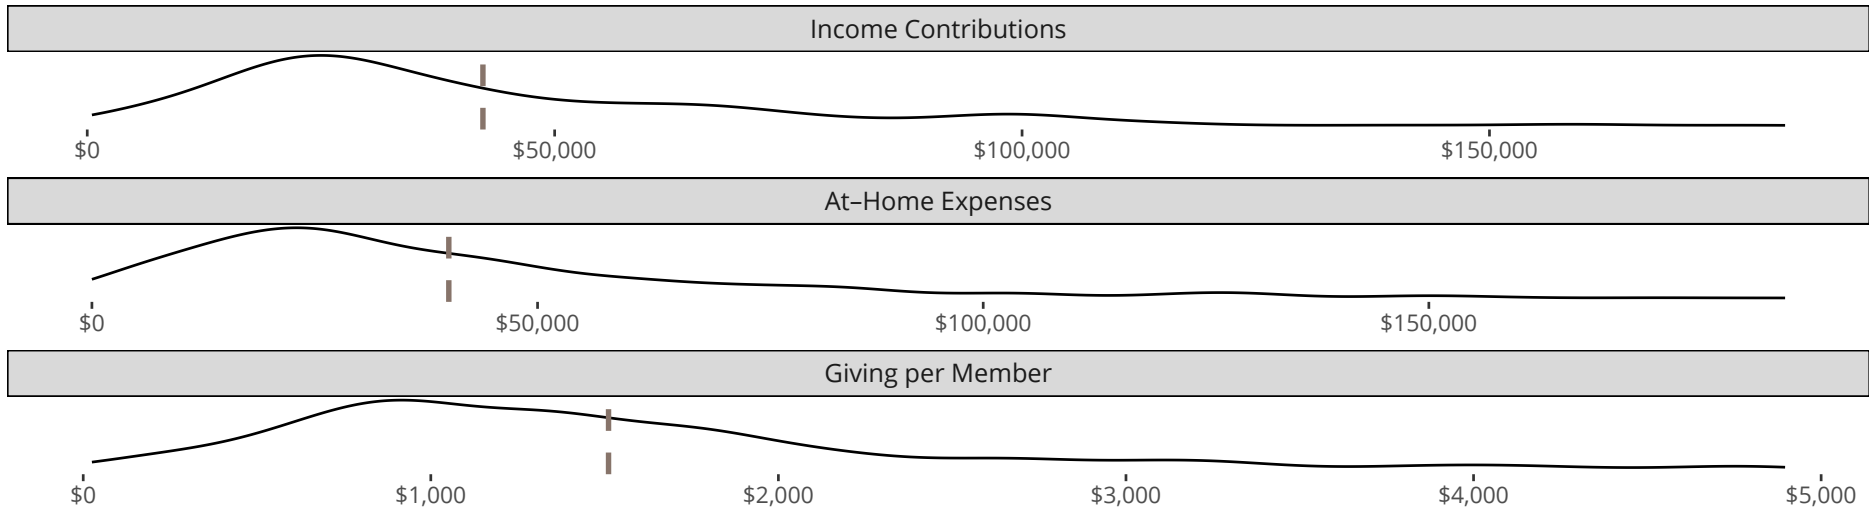 Income Contributions
$0 $50,000 $100,000 $150,000
At–Home Expenses
$0 $50,000 $100,000 $150,000
Giving per Member
$0 $1,000 $2,000 $3,000 $4,000 $5,000